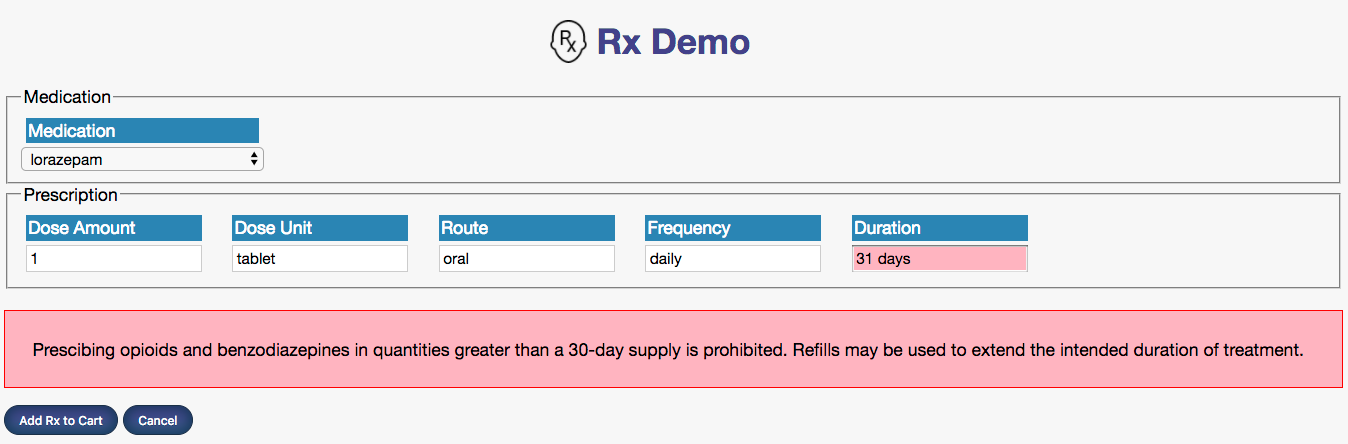 Rx Rx Demo
Medication
Medication
lorazepam
Prescription
Dose Amount Dose Unit Route Frequency Duration
1 tablet oral daily 31 days
Prescibing opioids and benzodiazepines in quantities greater than a 30-day supply is prohibited. Refills may be used to extend the intended duration of treatment.
Add Rx to Cart Cancel